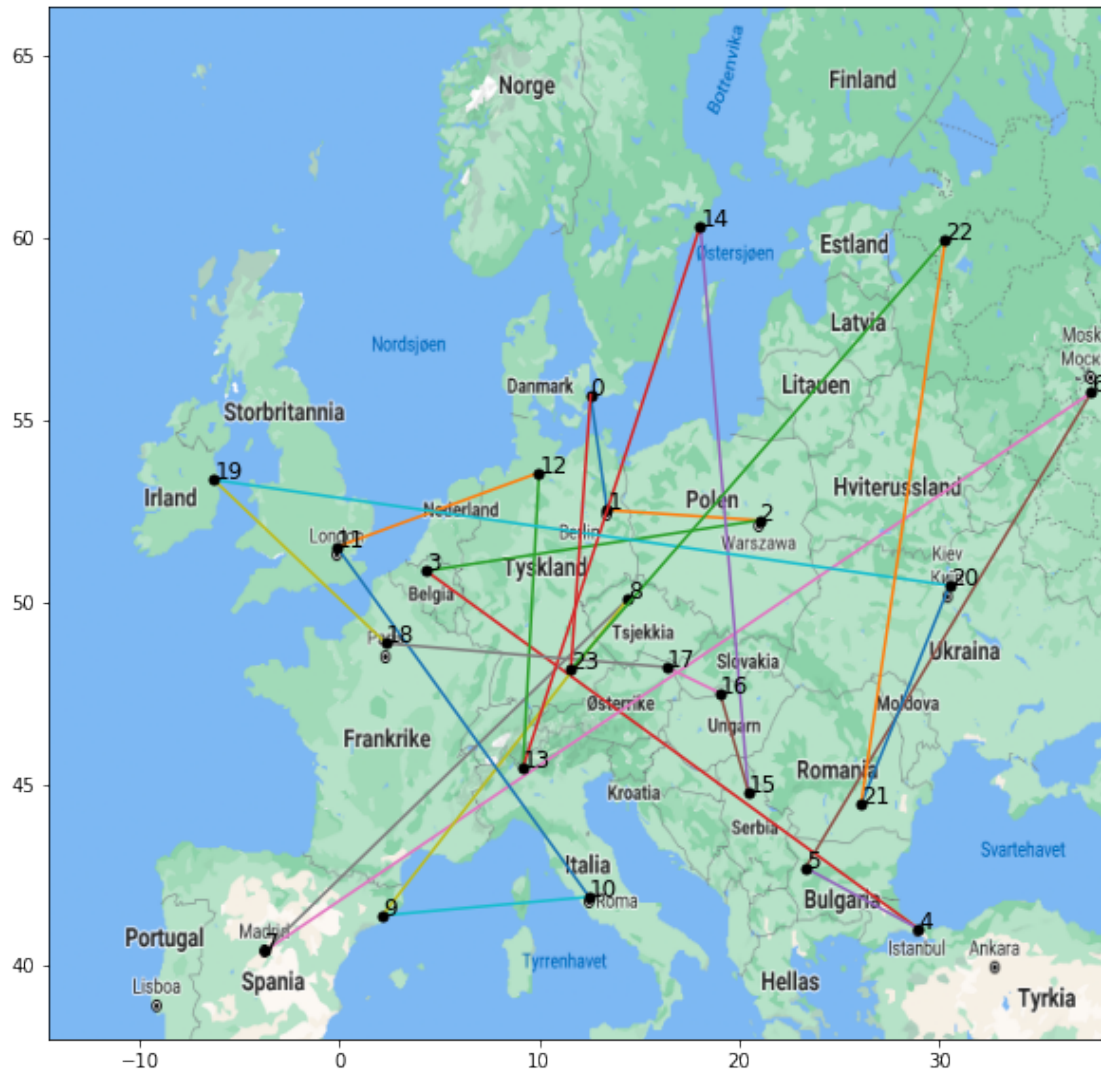 65
60
55
50
45
40
−10
0
10
20
30
Norge
Finland
Bottenvika
14
22
Estland
Østersjøen
Latvia
Nordsjøen
Mosk
Моск
Danmark
0
Litauen
6
Storbritannia
19
12
Irland
Nederland
1
Polen
Hviterussland
2
London
11
Berlin
Warszawa
Kiev
3
Tyskland
20
Belgia
8
18
Tsjekkia
Ukraina
17
23
Slovakia
16
Østerrike
Moldova
Ungarn
Frankrike
13
Romania
15
Kroatia
21
Serbia
Svartehavet
Italia
5
10
Roma
Bulgaria
9
4
Portugal
Madrid
7
Istanbul
Ankara
Tyrrenhavet
Lisboa
Spania
Hellas
Tyrkia